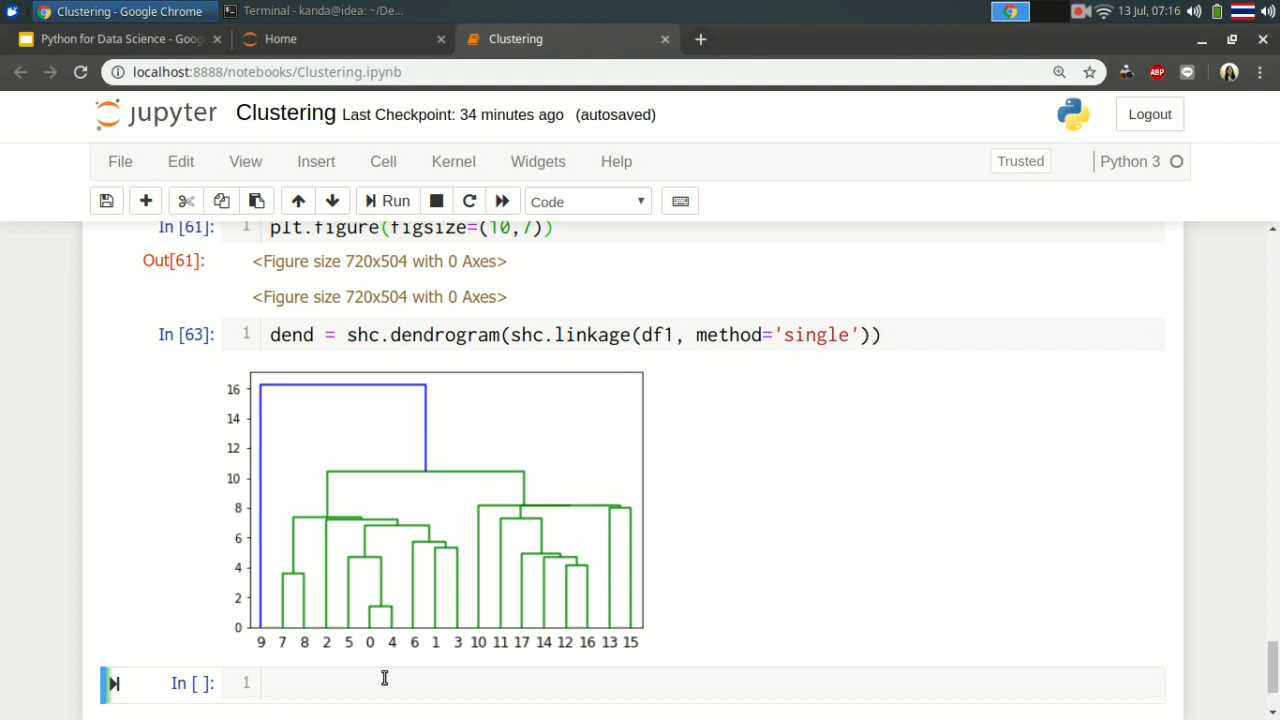 Clustering - Google Chrome Terminal - kanda@idea: ~/De... 13 Jul, 07:16
Python for Data Science - Goog Home Clustering
localhost:8888/notebooks/Clustering.ipynb ABP
jupyter Clustering Last Checkpoint: 34 minutes ago (autosaved) Logout
File Edit View Insert Cell Kernel Widgets Help Trusted Python 3
Run Code
In [61]: 1 plt.figure(figsize=(10,7))
Out[61]: <Figure size 720x504 with 0 Axes>
<Figure size 720x504 with 0 Axes>
In [63]: 1 dend = shc.dendrogram(shc.linkage(df1, method='single'))
16
14
12
10
8
6
4
2
0
9 7 8 2 5 0 4 6 1 3 10 11 17 14 12 16 13 15
In [ ]: 1